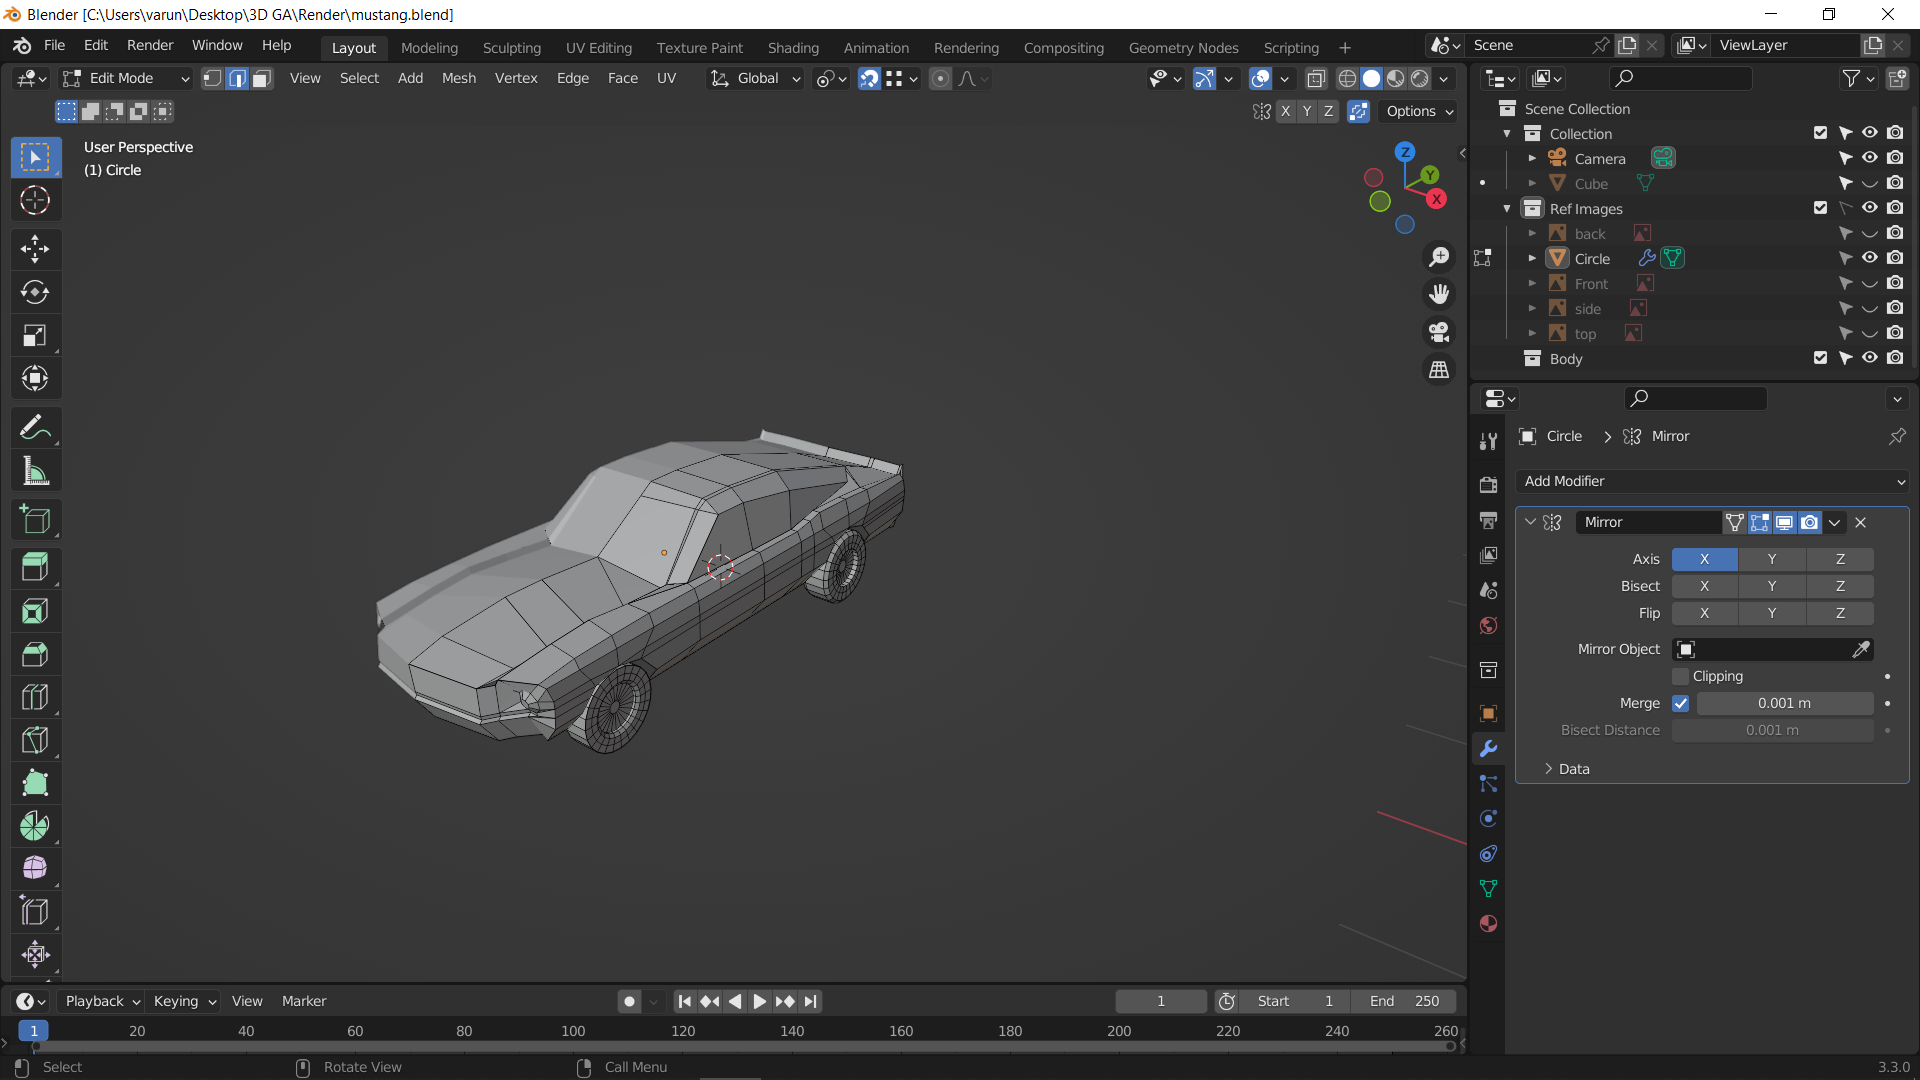 Blender [C:\Users\varun\Desktop\3D GA\Render\mustang.blend]
File Edit Render Window Help Layout Modeling Sculpting UV Editing Texture Paint Shading Animation Rendering Compositing Geometry Nodes Scripting + Scene ViewLayer
Edit Mode View Select Add Mesh Vertex Edge Face UV Global
X Y Z Options
User Perspective
(1) Circle
Z
Y
X
Scene Collection
Collection
Camera
Cube
Ref Images
back
Circle
Front
side
top
Body
Circle Mirror
Add Modifier
Mirror
Axis X Y Z
Bisect X Y Z
Flip X Y Z
Mirror Object
Clipping
Merge 0.001 m
Bisect Distance 0.001 m
Data
Playback Keying View Marker 1 Start 1 End 250
1 20 40 60 80 100 120 140 160 180 200 220 240 260
Select Rotate View Call Menu 3.3.0